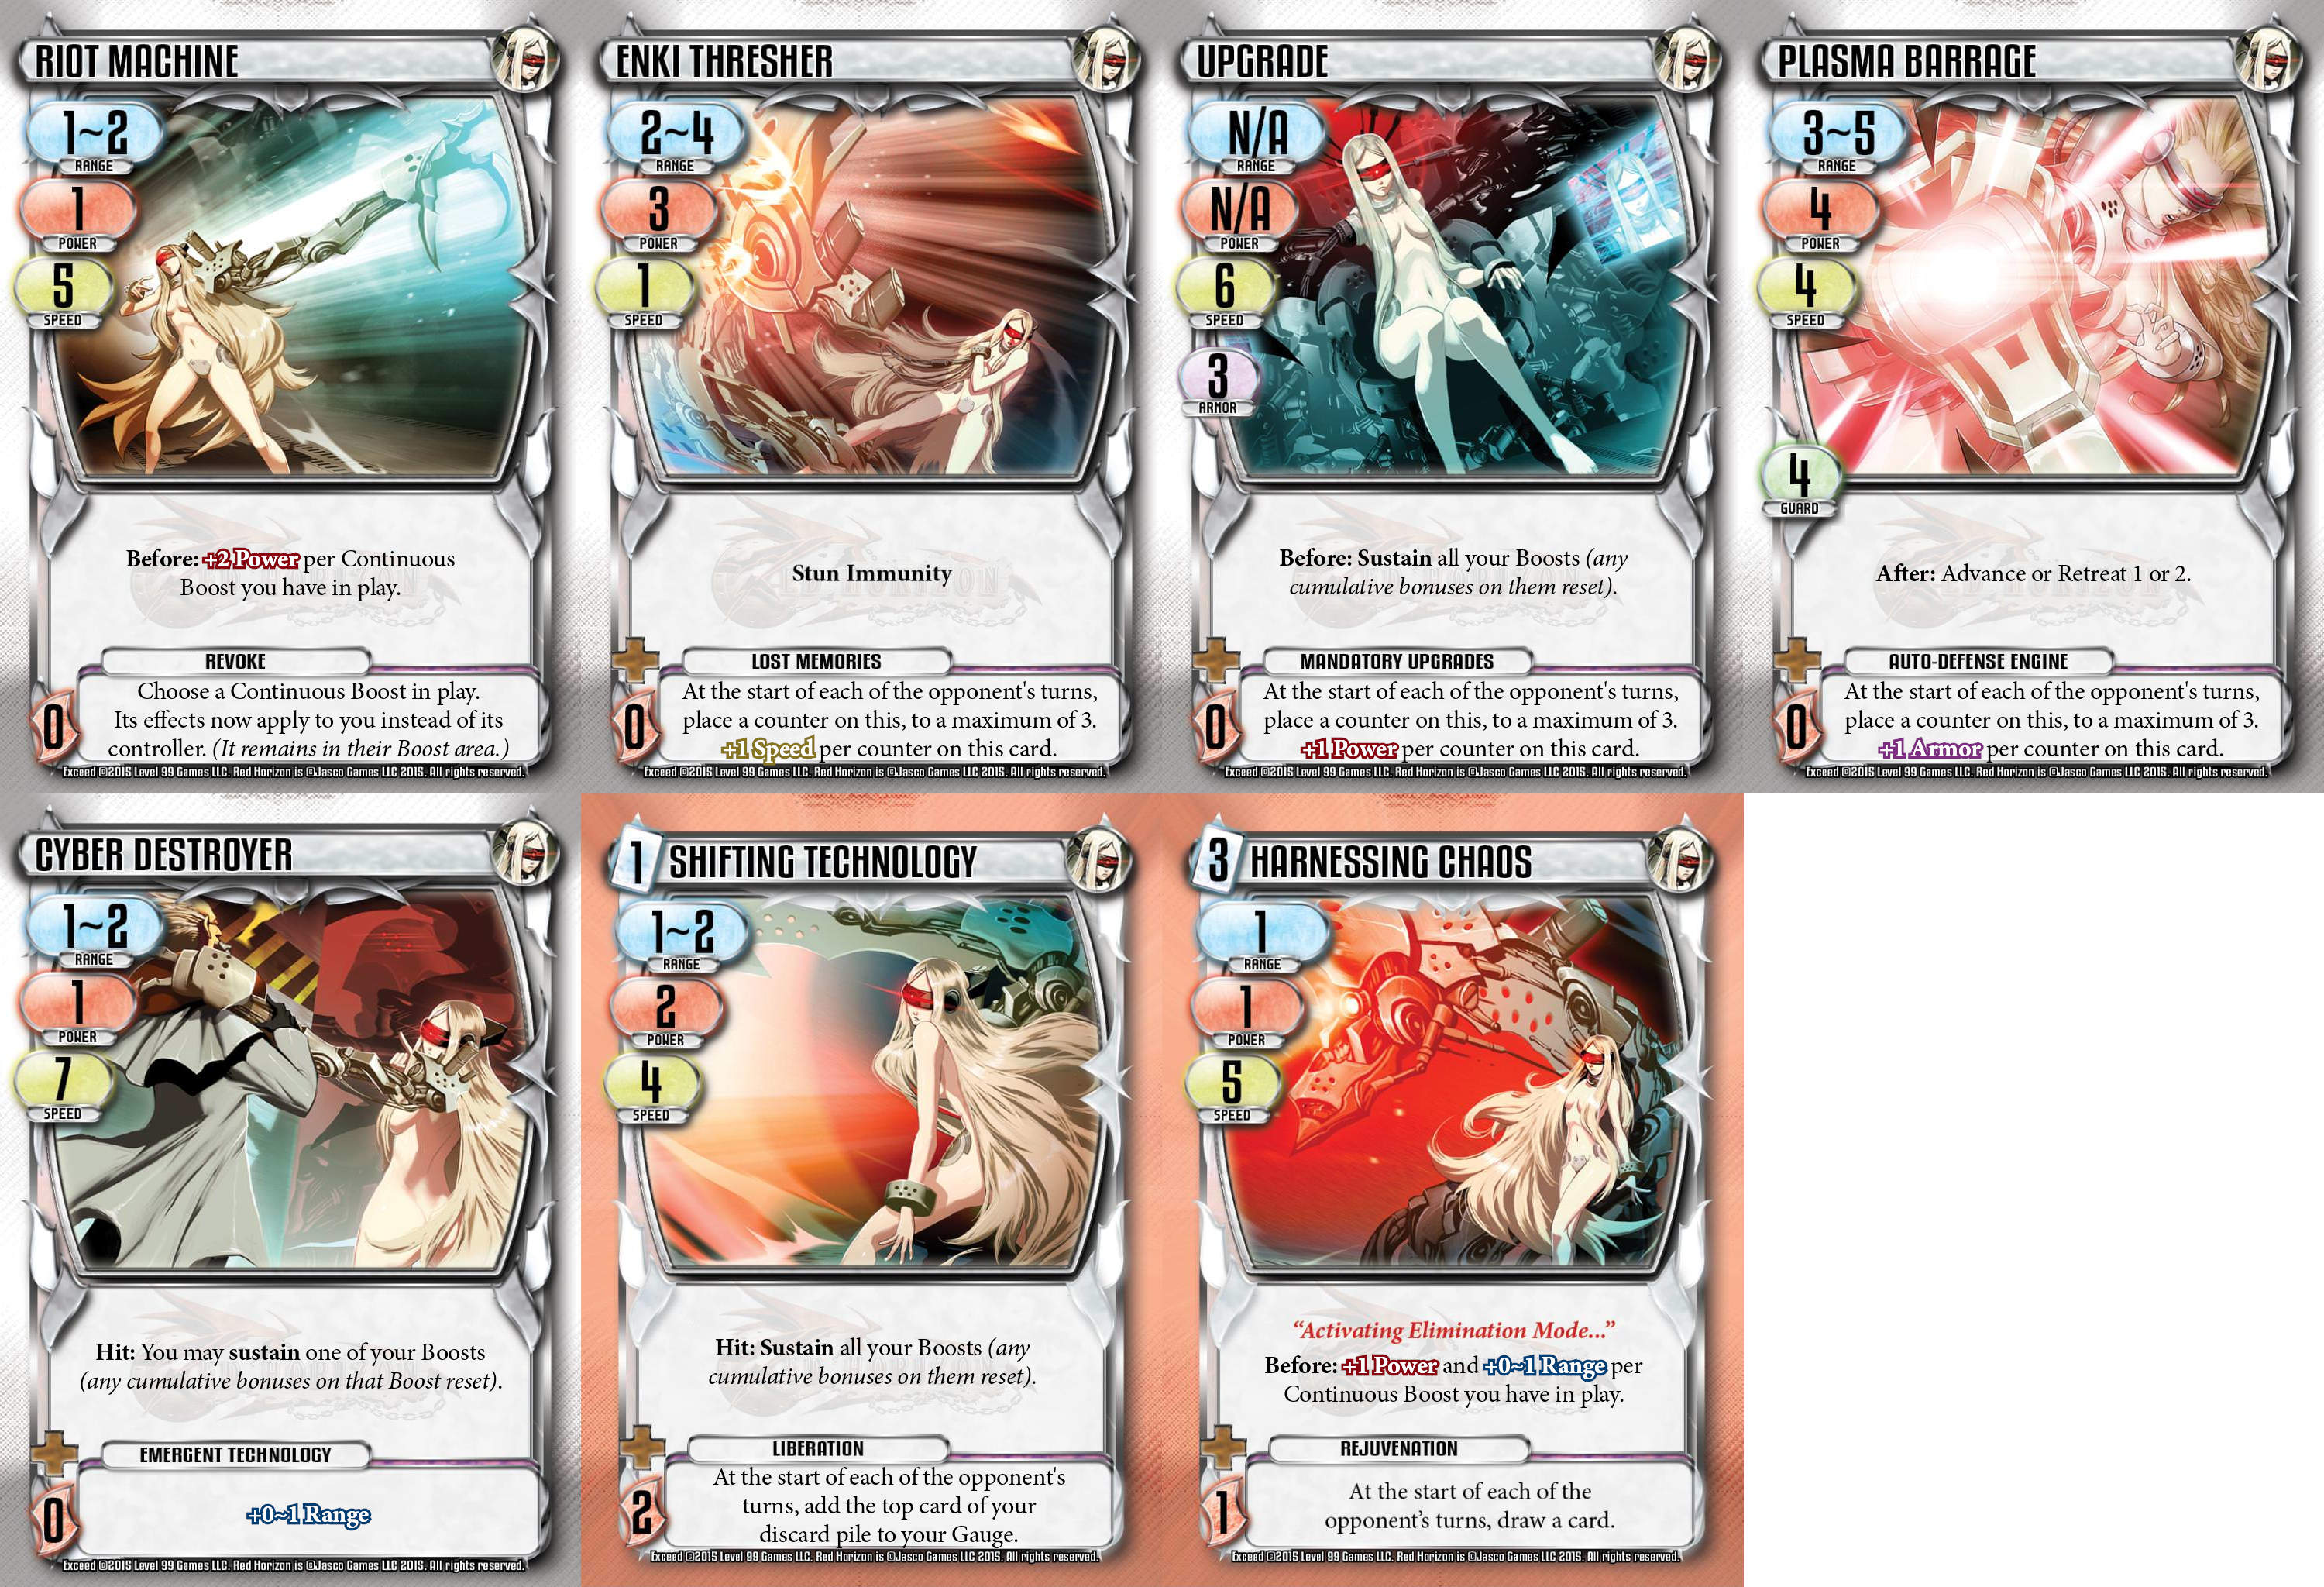 RIOT MACHINE
1~2
RANGE
1
POWER
5
SPEED
Before: +2 Power per Continuous
Boost you have in play.
REVOKE
0
Choose a Continuous Boost in play.
Its effects now apply to you instead of its
controller. (It remains in their Boost area.)
Exceed ©2015 Level 99 Games LLC. Red Horizon is ©Jasco Games LLC 2015. All rights reserved.
ENKI THRESHER
2~4
RANGE
3
POWER
1
SPEED
Stun Immunity
LOST MEMORIES
0
At the start of each of the opponent's turns,
place a counter on this, to a maximum of 3.
+1 Speed per counter on this card.
Exceed ©2015 Level 99 Games LLC. Red Horizon is ©Jasco Games LLC 2015. All rights reserved.
UPGRADE
N/A
RANGE
N/A
POWER
6
SPEED
3
ARMOR
Before: Sustain all your Boosts (any
cumulative bonuses on them reset).
MANDATORY UPGRADES
0
At the start of each of the opponent's turns,
place a counter on this, to a maximum of 3.
+1 Power per counter on this card.
Exceed ©2015 Level 99 Games LLC. Red Horizon is ©Jasco Games LLC 2015. All rights reserved.
PLASMA BARRAGE
3~5
RANGE
4
POWER
4
SPEED
4
GUARD
After: Advance or Retreat 1 or 2.
AUTO-DEFENSE ENGINE
0
At the start of each of the opponent's turns,
place a counter on this, to a maximum of 3.
+1 Armor per counter on this card.
Exceed ©2015 Level 99 Games LLC. Red Horizon is ©Jasco Games LLC 2015. All rights reserved.
CYBER DESTROYER
1~2
RANGE
1
POWER
7
SPEED
Hit: You may sustain one of your Boosts
(any cumulative bonuses on that Boost reset).
EMERGENT TECHNOLOGY
0
+0~1 Range
Exceed ©2015 Level 99 Games LLC. Red Horizon is ©Jasco Games LLC 2015. All rights reserved.
1 SHIFTING TECHNOLOGY
1~2
RANGE
2
POWER
4
SPEED
Hit: Sustain all your Boosts (any
cumulative bonuses on them reset).
LIBERATION
2
At the start of each of the opponent's
turns, add the top card of your
discard pile to your Gauge.
Exceed ©2015 Level 99 Games LLC. Red Horizon is ©Jasco Games LLC 2015. All rights reserved.
3 HARNESSING CHAOS
1
RANGE
1
POWER
5
SPEED
“Activating Elimination Mode...”
Before: +1 Power and +0~1 Range per
Continuous Boost you have in play.
REJUVENATION
1
At the start of each of the
opponent’s turns, draw a card.
Exceed ©2015 Level 99 Games LLC. Red Horizon is ©Jasco Games LLC 2015. All rights reserved.